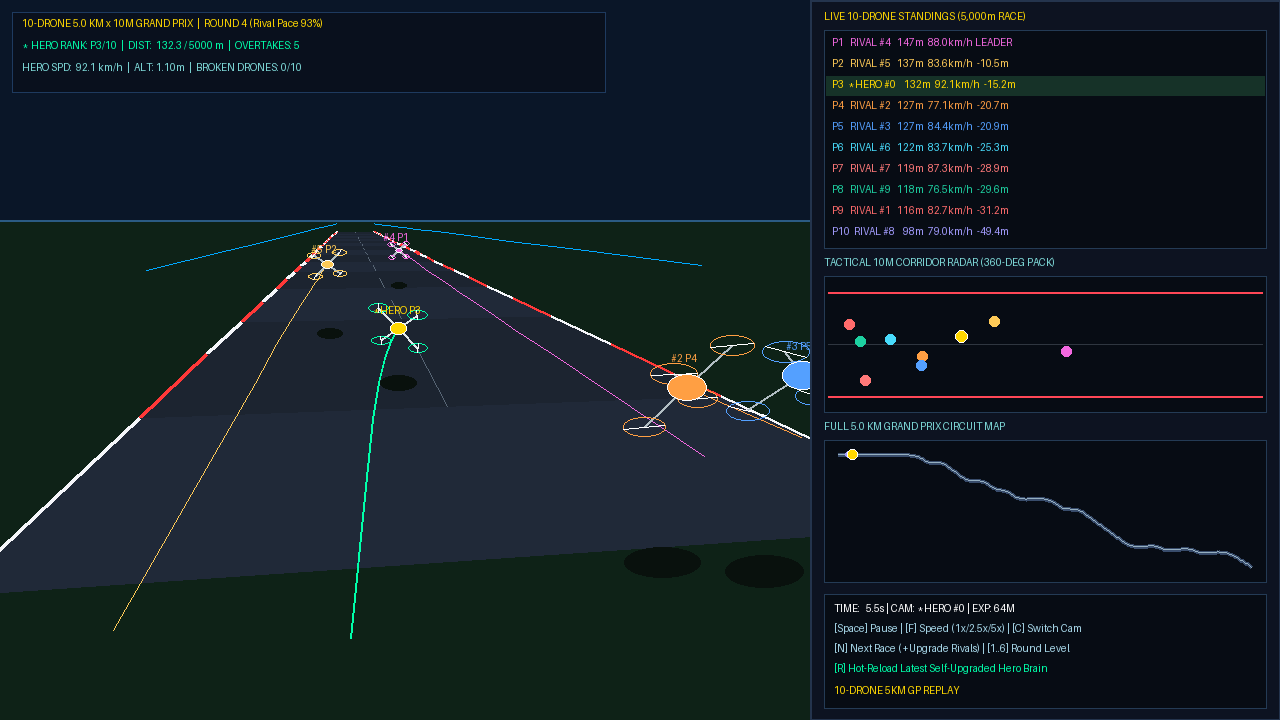 10-DRONE 5.0 KM x 10M GRAND PRIX | ROUND 4 (Rival Pace 93%)
★ HERO RANK: P3/10 | DIST: 132.3 / 5000 m | OVERTAKES: 5
HERO SPD: 92.1 km/h | ALT: 1.10m | BROKEN DRONES: 0/10
#4 P1
P2
★HERO P3
#2 P4
#3 P5
LIVE 10-DRONE STANDINGS (5,000m RACE)
P1 RIVAL #4 147m 88.0km/h LEADER
P2 RIVAL #5 137m 83.6km/h -10.5m
P3 ★HERO #0 132m 92.1km/h -15.2m
P4 RIVAL #2 127m 77.1km/h -20.7m
P5 RIVAL #3 127m 84.4km/h -20.9m
P6 RIVAL #6 122m 83.7km/h -25.3m
P7 RIVAL #7 119m 87.3km/h -28.9m
P8 RIVAL #9 118m 76.5km/h -29.6m
P9 RIVAL #1 116m 82.7km/h -31.2m
P10 RIVAL #8 98m 79.0km/h -49.4m
TACTICAL 10M CORRIDOR RADAR (360-DEG PACK)
FULL 5.0 KM GRAND PRIX CIRCUIT MAP
TIME: 5.5s | CAM: ★HERO #0 | EXP: 64M
[Space] Pause | [F] Speed (1x/2.5x/5x) | [C] Switch Cam
[N] Next Race (+Upgrade Rivals) | [1..6] Round Level
[R] Hot-Reload Latest Self-Upgraded Hero Brain
10-DRONE 5KM GP REPLAY